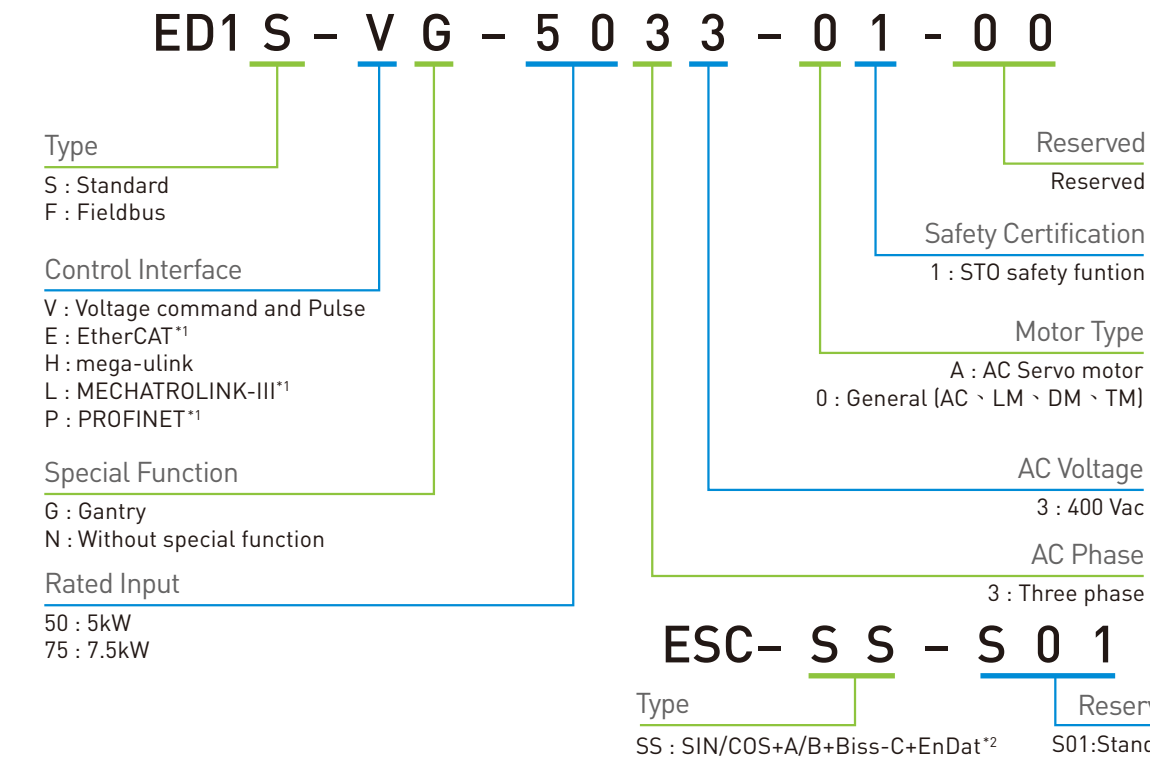 ED1 S – V G – 5 0 3 3 – 0 1 - 0 0
Type
S : Standard
F : Fieldbus
Control Interface
V : Voltage command and Pulse
E : EtherCAT*1
H : mega-ulink
L : MECHATROLINK-III*1
P : PROFINET*1
Special Function
G : Gantry
N : Without special function
Rated Input
50 : 5kW
75 : 7.5kW
Reserved
Reserved
Safety Certification
1 : STO safety funtion
Motor Type
A : AC Servo motor
0 : General (AC、LM、DM、TM)
AC Voltage
3 : 400 Vac
AC Phase
3 : Three phase
ESC– S S – S 0 1
Type
SS : SIN/COS+A/B+Biss-C+EnDat*2